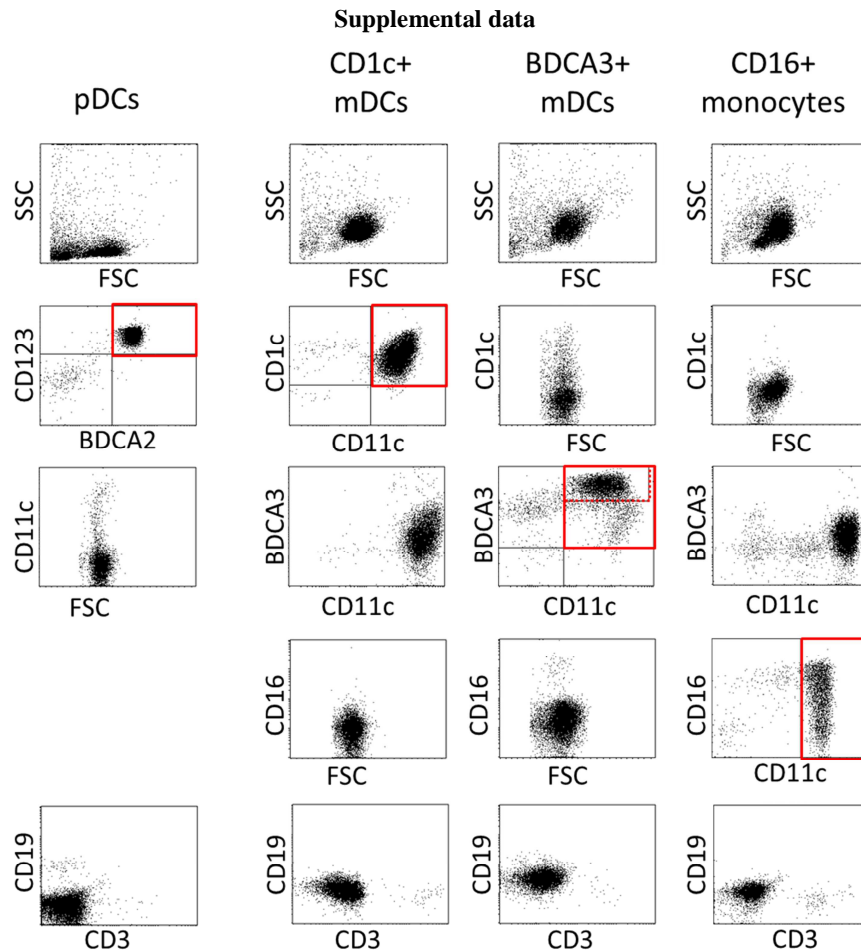 Supplemental data
pDCs
CD1c+
mDCs
BDCA3+
mDCs
CD16+
monocytes
SSC
FSC
SSC
FSC
SSC
FSC
SSC
FSC
CD123
BDCA2
CD1c
CD11c
CD1c
FSC
CD1c
FSC
CD11c
FSC
BDCA3
CD11c
BDCA3
CD11c
BDCA3
CD11c
CD16
FSC
CD16
FSC
CD16
CD11c
CD19
CD3
CD19
CD3
CD19
CD3
CD19
CD3